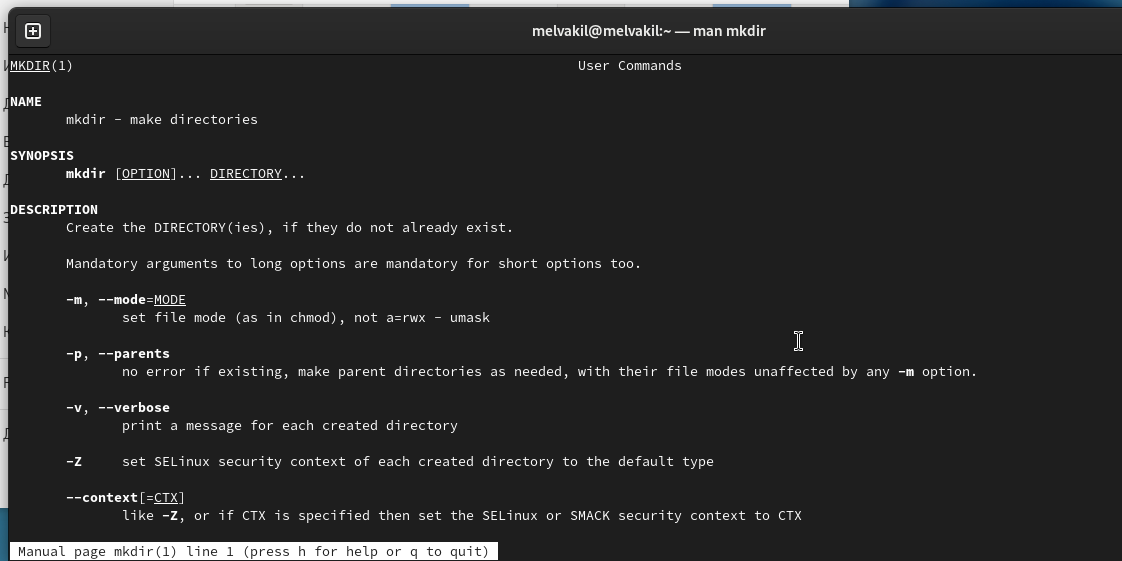 melvakil@melvakil:~ — man mkdir
MKDIR(1) User Commands
NAME
mkdir - make directories
SYNOPSIS
mkdir [OPTION]... DIRECTORY...
DESCRIPTION
Create the DIRECTORY(ies), if they do not already exist.
Mandatory arguments to long options are mandatory for short options too.
-m, --mode=MODE
set file mode (as in chmod), not a=rwx - umask
-p, --parents
no error if existing, make parent directories as needed, with their file modes unaffected by any -m option.
-v, --verbose
print a message for each created directory
-Z set SELinux security context of each created directory to the default type
--context[=CTX]
like -Z, or if CTX is specified then set the SELinux or SMACK security context to CTX
Manual page mkdir(1) line 1 (press h for help or q to quit)